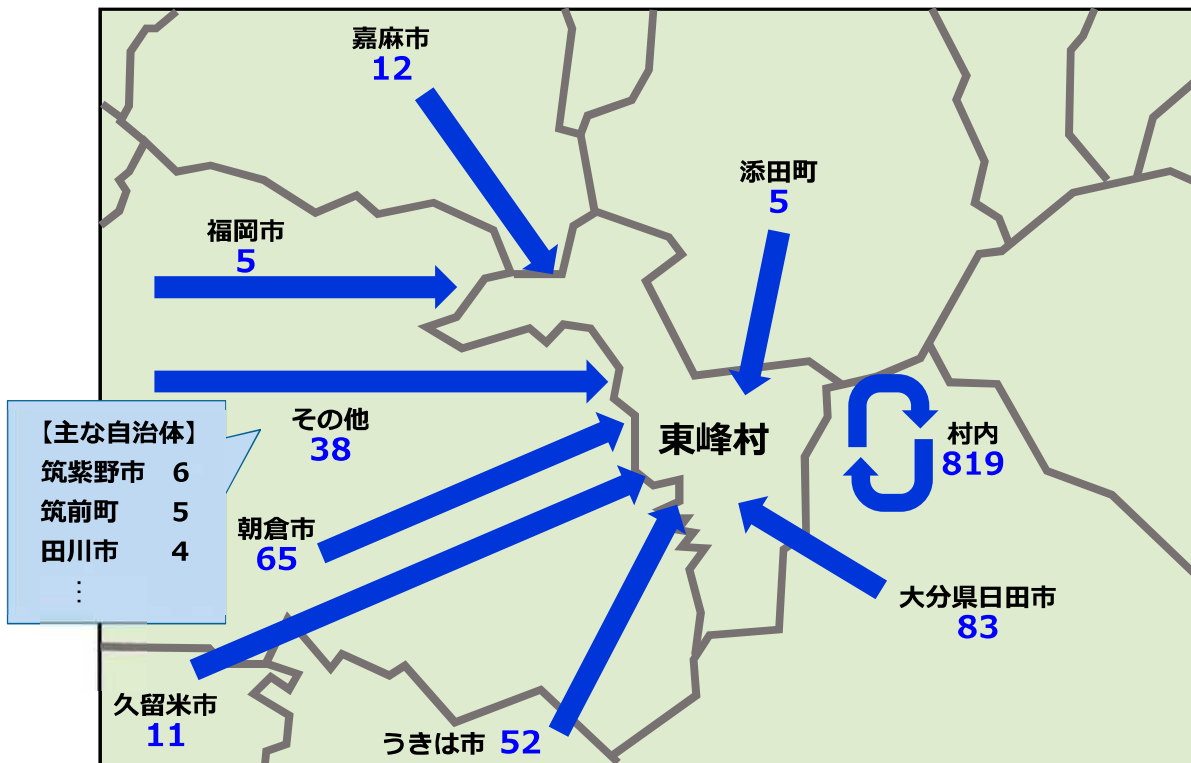 嘉麻市
12
添田町
5
福岡市
5
その他
38
【主な自治体】
筑紫野市 6
筑前町 5
田川市 4
⋮
東峰村
村内
819
朝倉市
65
大分県日田市
83
久留米市
11
うきは市 52